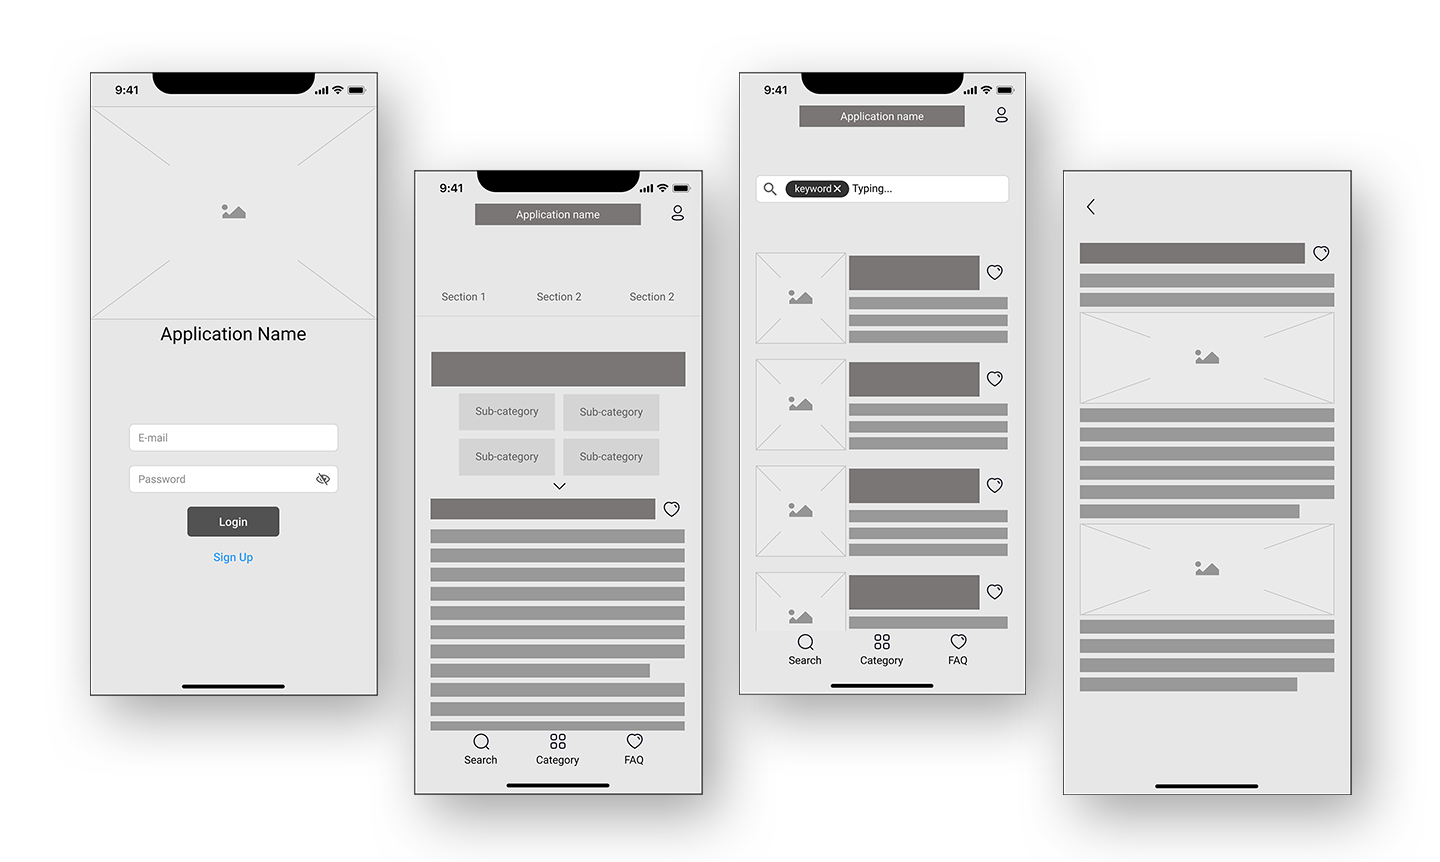 9:41
Application Name
E-mail
Password
Login
Sign Up
9:41
Application name
Section 1 Section 2 Section 2
Sub-category Sub-category
Sub-category Sub-category
Search Category FAQ
9:41
Application name
keyword Typing...
Search Category FAQ